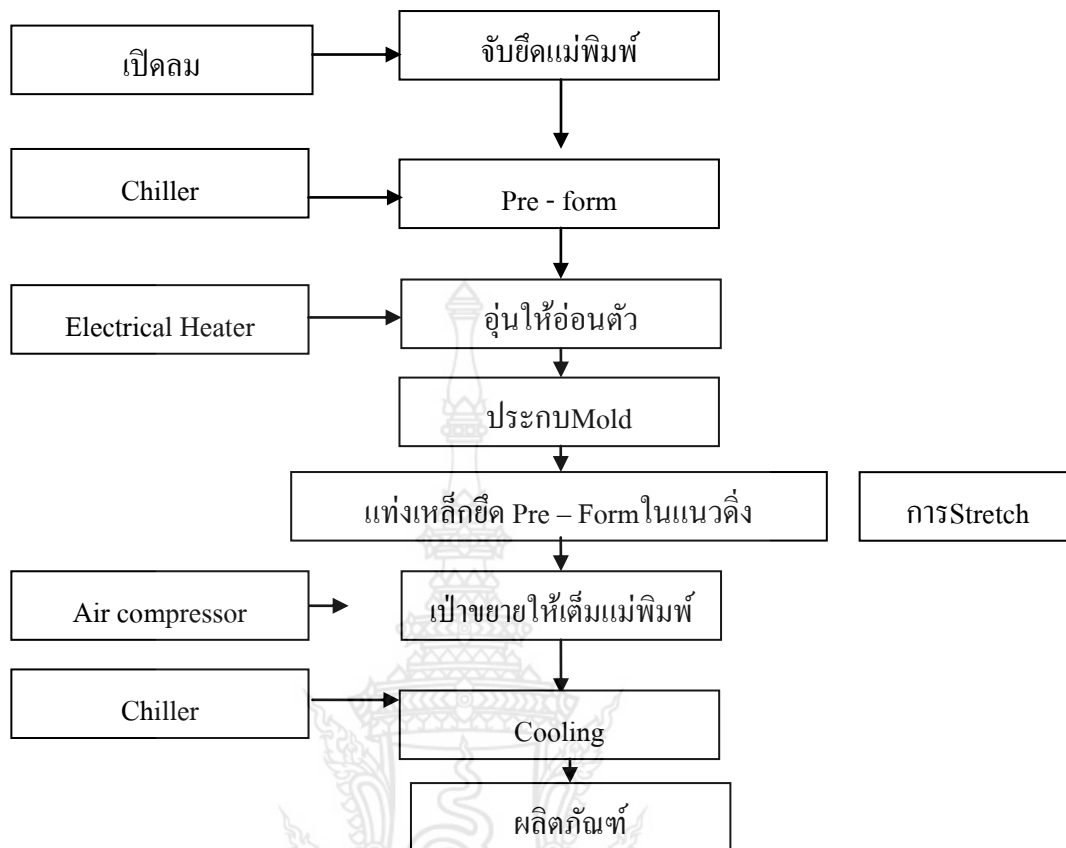 เปิดลม
จับยึดแม่พิมพ์
Chiller
Pre - form
Electrical Heater
อุ่นให้อ่อนตัว
ประกบMold
แท่งเหล็กยืด Pre – Formในแนวดิ่ง
การStretch
Air compressor
เป่าขยายให้เต็มแม่พิมพ์
Chiller
Cooling
ผลิตภัณฑ์